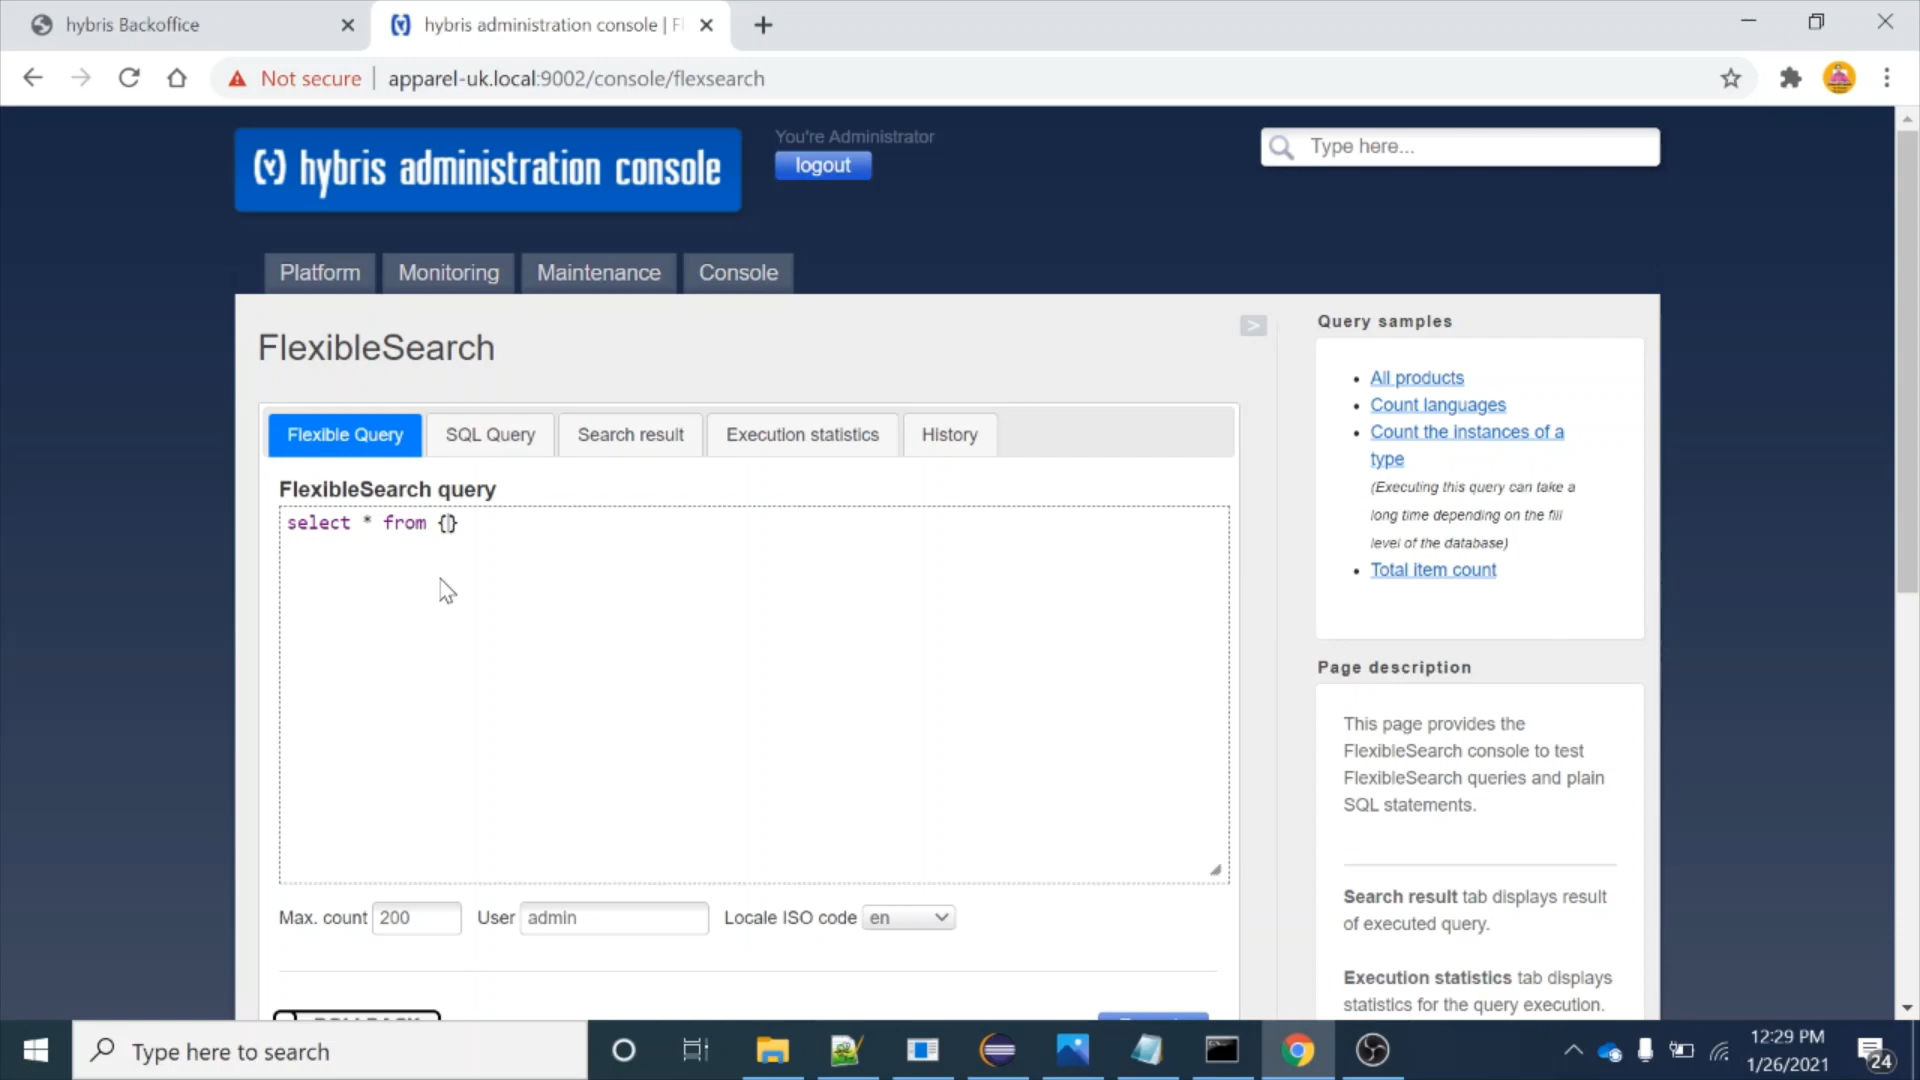 hybris Backoffice
hybris administration console | Fl
Not secure
apparel-uk.local:9002/console/flexsearch
hybris administration console
You're Administrator
logout
Type here...
Platform
Monitoring
Maintenance
Console
FlexibleSearch
>
Flexible Query
SQL Query
Search result
Execution statistics
History
FlexibleSearch query
select * from {}
Max. count 200
User admin
Locale ISO code en
Query samples
All products
Count languages
Count the instances of a
type
(Executing this query can take a
long time depending on the fill
level of the database)
Total item count
Page description
This page provides the
FlexibleSearch console to test
FlexibleSearch queries and plain
SQL statements.
Search result tab displays result
of executed query.
Execution statistics tab displays
statistics for the query execution.
Type here to search
12:29 PM
1/26/2021
24